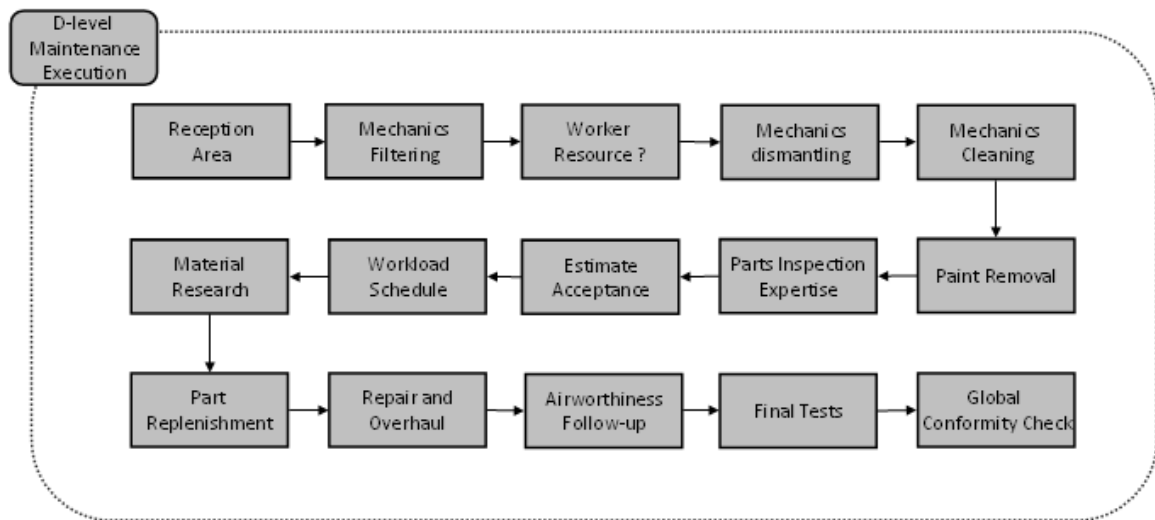 D-level
Maintenance
Execution
Reception
Area
Mechanics
Filtering
Worker
Resource ?
Mechanics
dismantling
Mechanics
Cleaning
Material
Research
Workload
Schedule
Estimate
Acceptance
Parts Inspection
Expertise
Paint Removal
Part
Replenishment
Repair and
Overhaul
Airworthiness
Follow-up
Final Tests
Global
Conformity Check